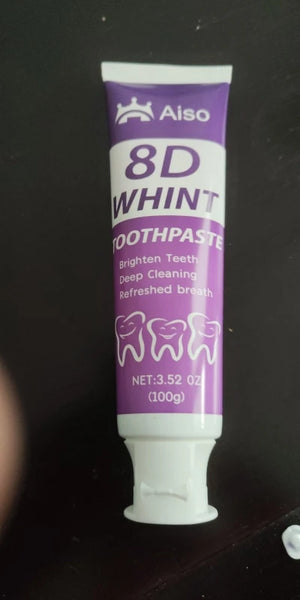 Aiso
8D
WHINT
TOOTHPASTE
Brighten Teeth
Deep Cleaning
Refreshed breath
NET:3.52 OZ
(100g)